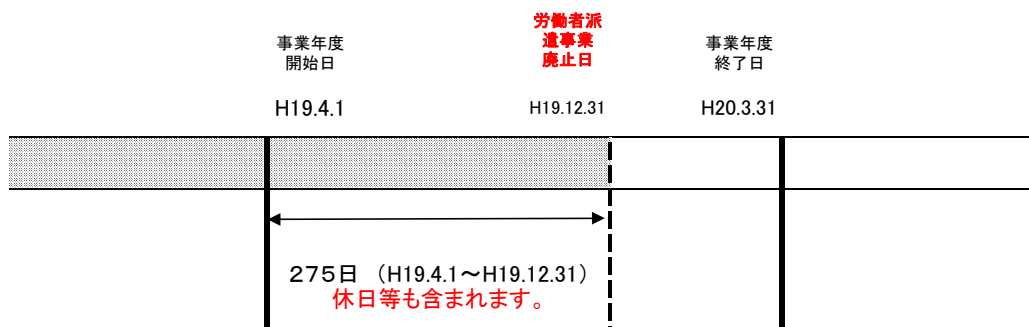 事業年度
開始日
H19.4.1
労働者派
遣事業
廃止日
H19.12.31
事業年度
終了日
H20.3.31
275日 （H19.4.1～H19.12.31）
休日等も含まれます。